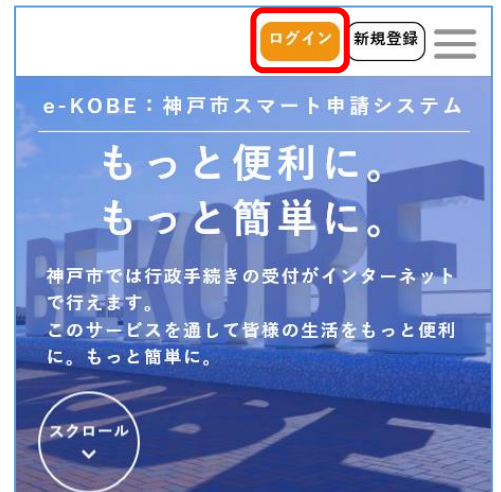 ログイン 新規登録
e-KOBE：神戸市スマート申請システム
もっと便利に。
もっと簡単に。
神戸市では行政手続きの受付がインターネット
で行えます。
このサービスを通して皆様の生活をもっと便利
に。もっと簡単に。
BE KOBE
スクロール